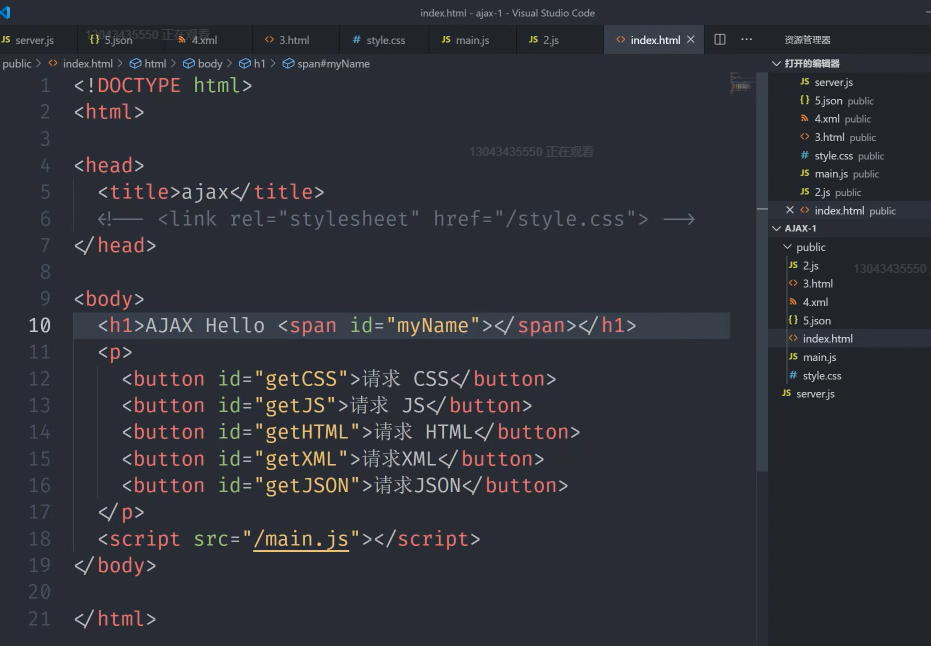 index.html - ajax-1 - Visual Studio Code
JS server.js {} 5.json 4.xml <> 3.html # style.css JS main.js JS 2.js <> index.html × ···
13043435550 正在观看
public > <> index.html > html > body > h1 > span#myName
1 <!DOCTYPE html>
2 <html>
3
4 <head>
5 <title>ajax</title>
6 <!-- <link rel="stylesheet" href="/style.css"> -->
7 </head>
8
9 <body>
10 <h1>AJAX Hello <span id="myName"></span></h1>
11 <p>
12 <button id="getCSS">请求 CSS</button>
13 <button id="getJS">请求 JS</button>
14 <button id="getHTML">请求 HTML</button>
15 <button id="getXML">请求XML</button>
16 <button id="getJSON">请求JSON</button>
17 </p>
18 <script src="/main.js"></script>
19 </body>
20
21 </html>
13043435550 正在观看
资源管理器
打开的编辑器
JS server.js
{} 5.json public
4.xml public
<> 3.html public
# style.css public
JS main.js public
JS 2.js public
× <> index.html public
AJAX-1
public
JS 2.js
13043435550
<> 3.html
4.xml
{} 5.json
<> index.html
JS main.js
# style.css
JS server.js